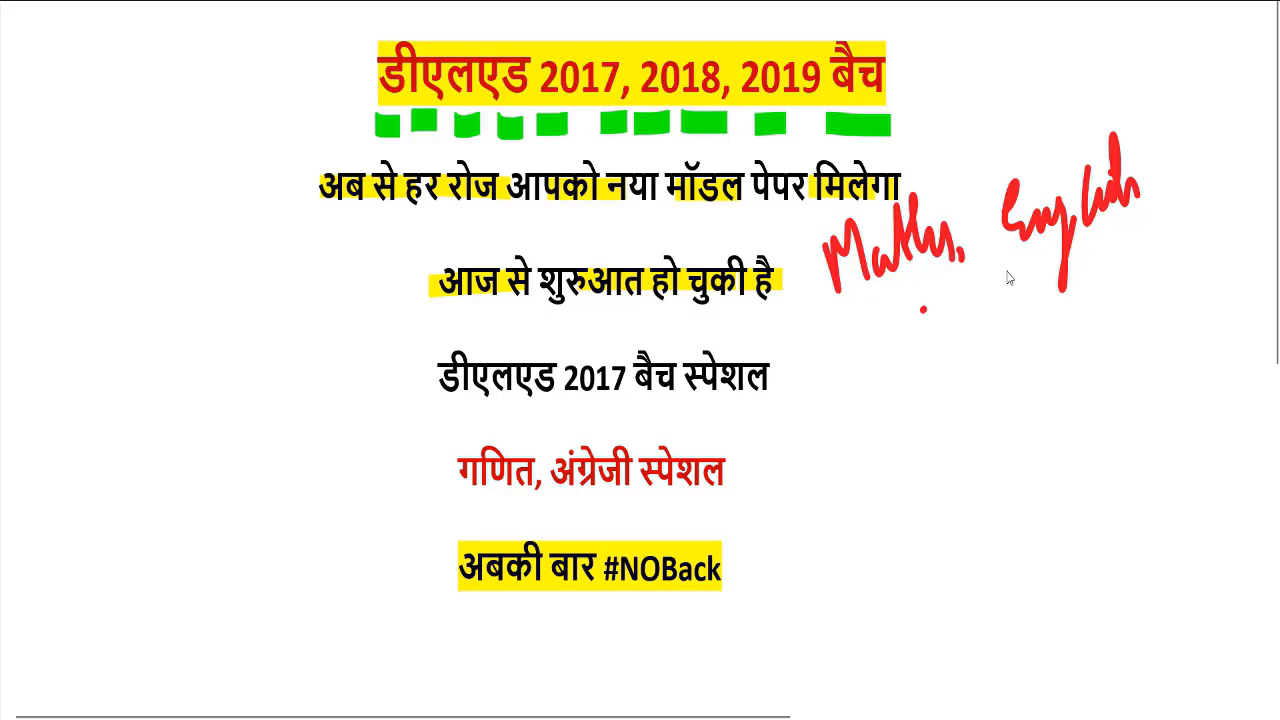 डीएलएड 2017, 2018, 2019 बैच
अब से हर रोज आपको नया मॉडल पेपर मिलेगा
Maths, English
आज से शुरुआत हो चुकी है
डीएलएड 2017 बैच स्पेशल
गणित, अंग्रेजी स्पेशल
अबकी बार #NOBack